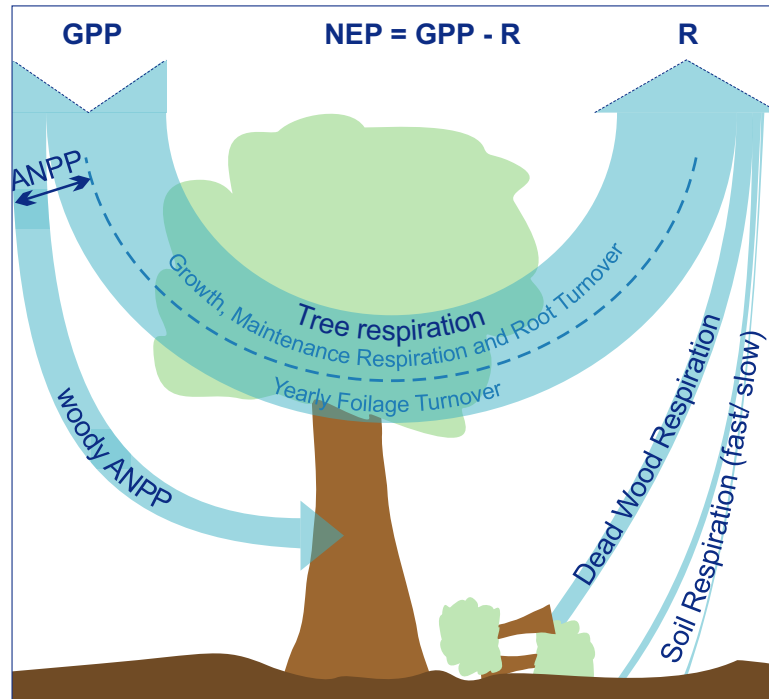 GPP
NEP = GPP - R
R
ANPP
Growth, Maintenance Respiration and Root Turnover
Tree respiration
Yearly Foilage Turnover
woody ANPP
Dead Wood Respiration
Soil Respiration (fast/ slow)